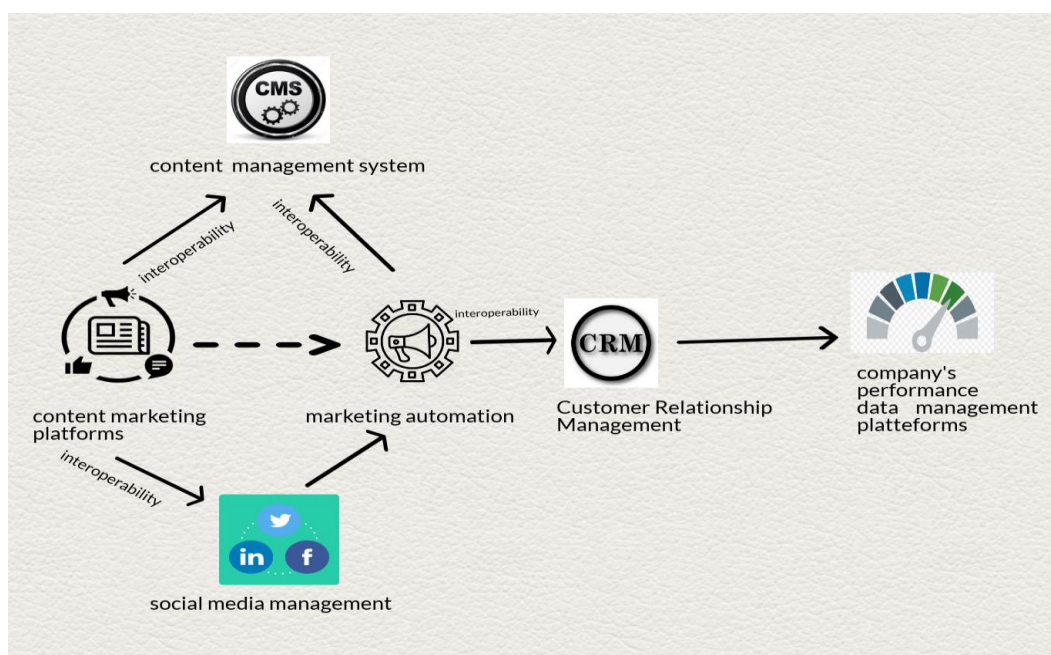 CMS
content management system
interoperability
interoperability
interoperability
CRM
content marketing
platforms
marketing automation
Customer Relationship
Management
company's
performance
data management
platteforms
interoperability
in
f
social media management